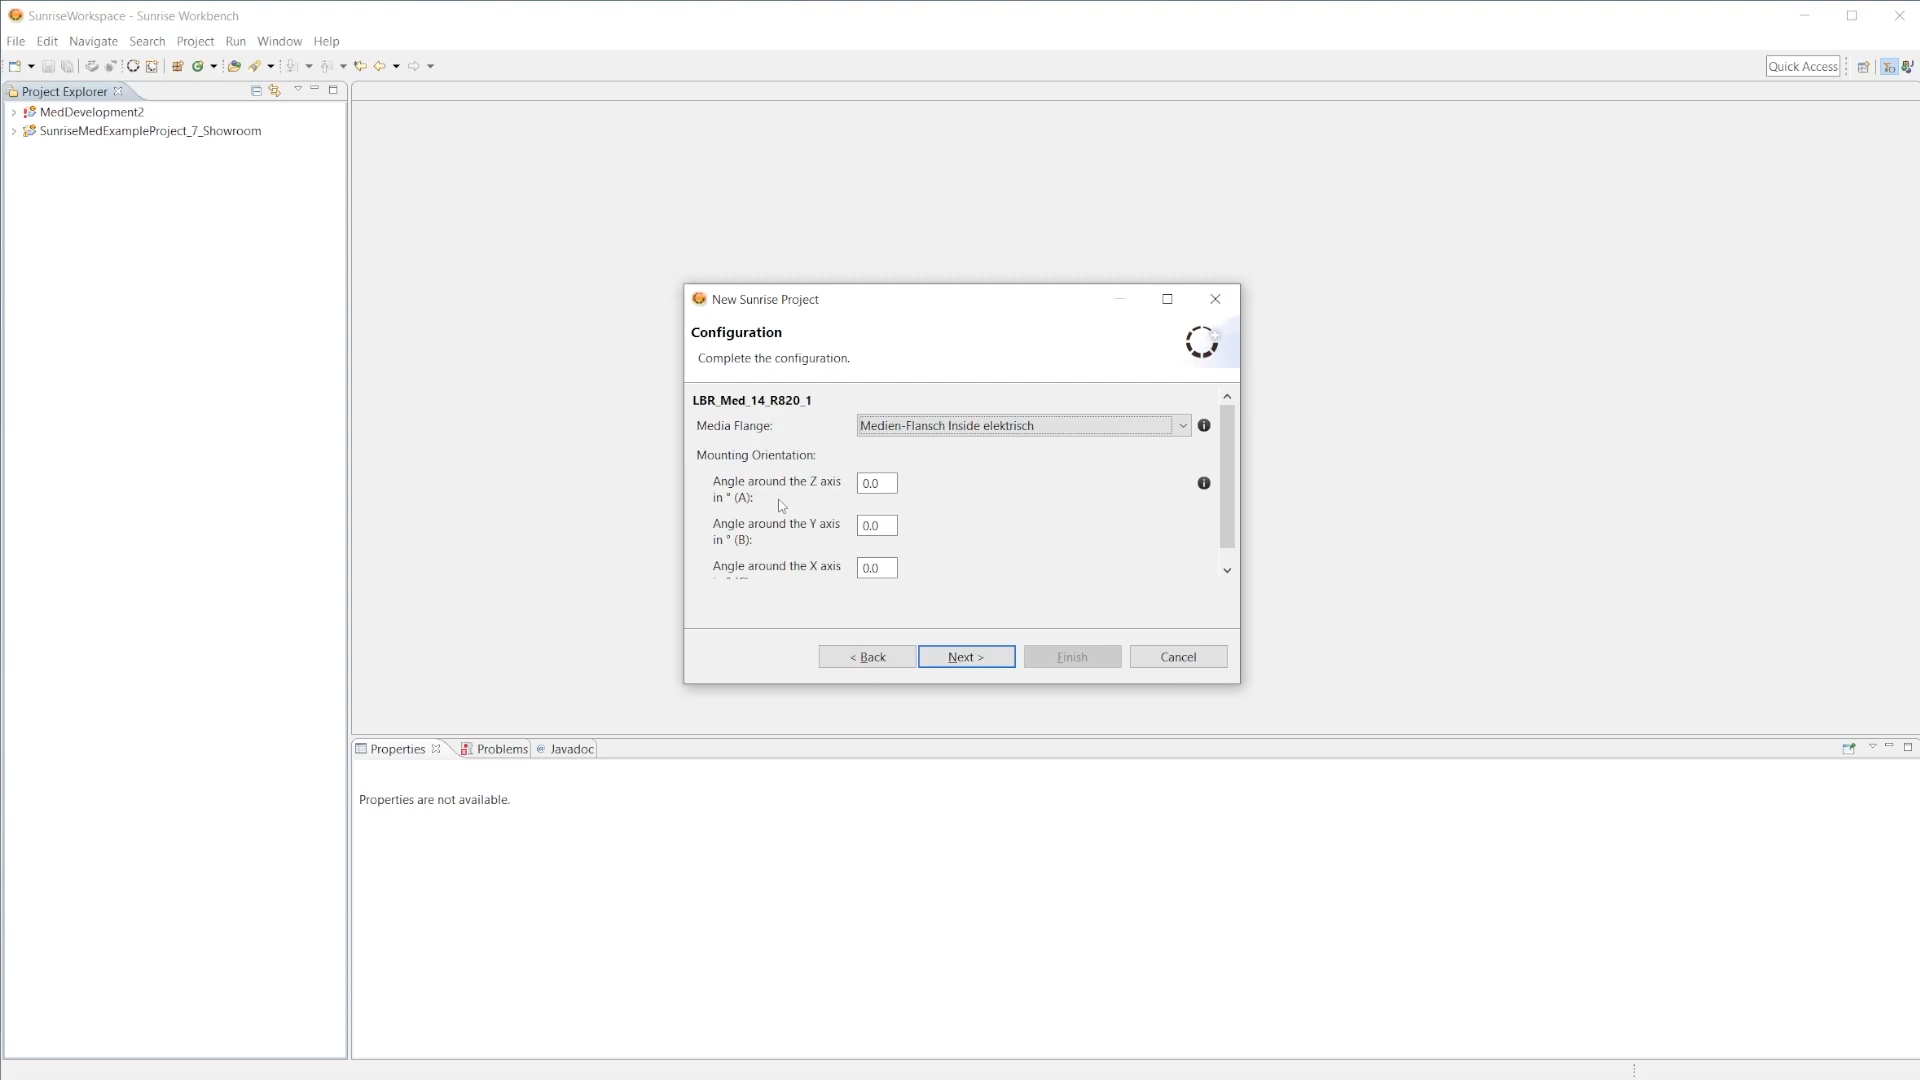 SunriseWorkspace - Sunrise Workbench
File Edit Navigate Search Project Run Window Help
Quick Access
Project Explorer
MedDevelopment2
SunriseMedExampleProject_7_Showroom
New Sunrise Project
Configuration
Complete the configuration.
LBR_Med_14_R820_1
Media Flange: Medien-Flansch Inside elektrisch
Mounting Orientation:
Angle around the Z axis 0.0
in ° (A):
Angle around the Y axis 0.0
in ° (B):
Angle around the X axis 0.0
< Back Next > Finish Cancel
Properties Problems Javadoc
Properties are not available.